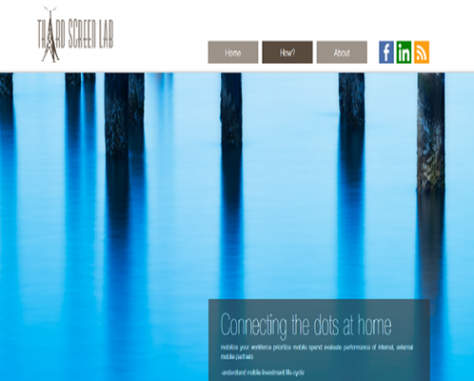 THIRD SCREEN LAB
Home How? About
Connecting the dots at home
mobilize your workforce prioritize mobile spend evaluate performance of internal, external
mobile partners
-understand mobile investment life-cycle